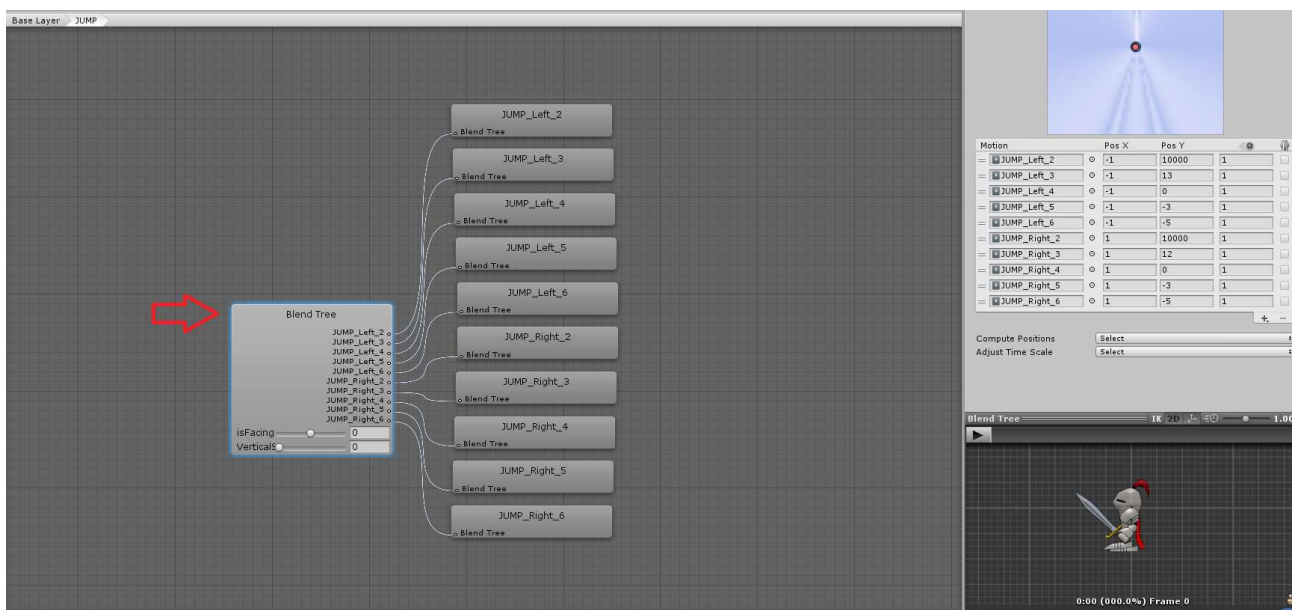 Base Layer JUMP
JUMP_Left_2
Blend Tree
JUMP_Left_3
Blend Tree
JUMP_Left_4
Blend Tree
JUMP_Left_5
Blend Tree
JUMP_Left_6
Blend Tree
JUMP_Right_2
Blend Tree
JUMP_Right_3
Blend Tree
JUMP_Right_4
Blend Tree
JUMP_Right_5
Blend Tree
JUMP_Right_6
Blend Tree
Blend Tree
JUMP_Left_2
JUMP_Left_3
JUMP_Left_4
JUMP_Left_5
JUMP_Left_6
JUMP_Right_2
JUMP_Right_3
JUMP_Right_4
JUMP_Right_5
JUMP_Right_6
isFacing 0
VerticalS 0
Motion Pos X Pos Y
JUMP_Left_2 -1 10000 1
JUMP_Left_3 -1 13 1
JUMP_Left_4 -1 0 1
JUMP_Left_5 -1 -3 1
JUMP_Left_6 -1 -5 1
JUMP_Right_2 1 10000 1
JUMP_Right_3 1 12 1
JUMP_Right_4 1 0 1
JUMP_Right_5 1 -3 1
JUMP_Right_6 1 -5 1
Compute Positions Select
Adjust Time Scale Select
Blend Tree IK 2D 1.00
0:00 (000.0%) Frame 0